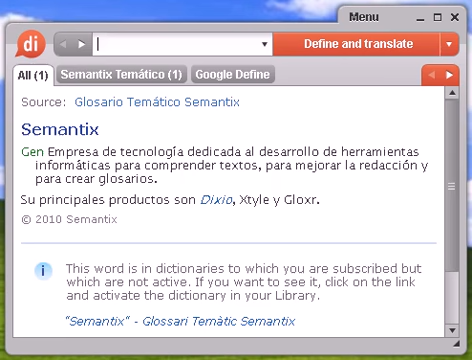 Menu
di
Define and translate
All (1)
Semantix Temático (1)
Google Define
Source: Glosario Temático Semantix
Semantix
Gen Empresa de tecnología dedicada al desarrollo de herramientas
informáticas para comprender textos, para mejorar la redacción y
para crear glosarios.
Su principales productos son Dixio, Xtyle y Gloxr.
© 2010 Semantix
i
This word is in dictionaries to which you are subscribed but
which are not active. If you want to see it, click on the link
and activate the dictionary in your Library.
"Semantix" - Glossari Temàtic Semantix